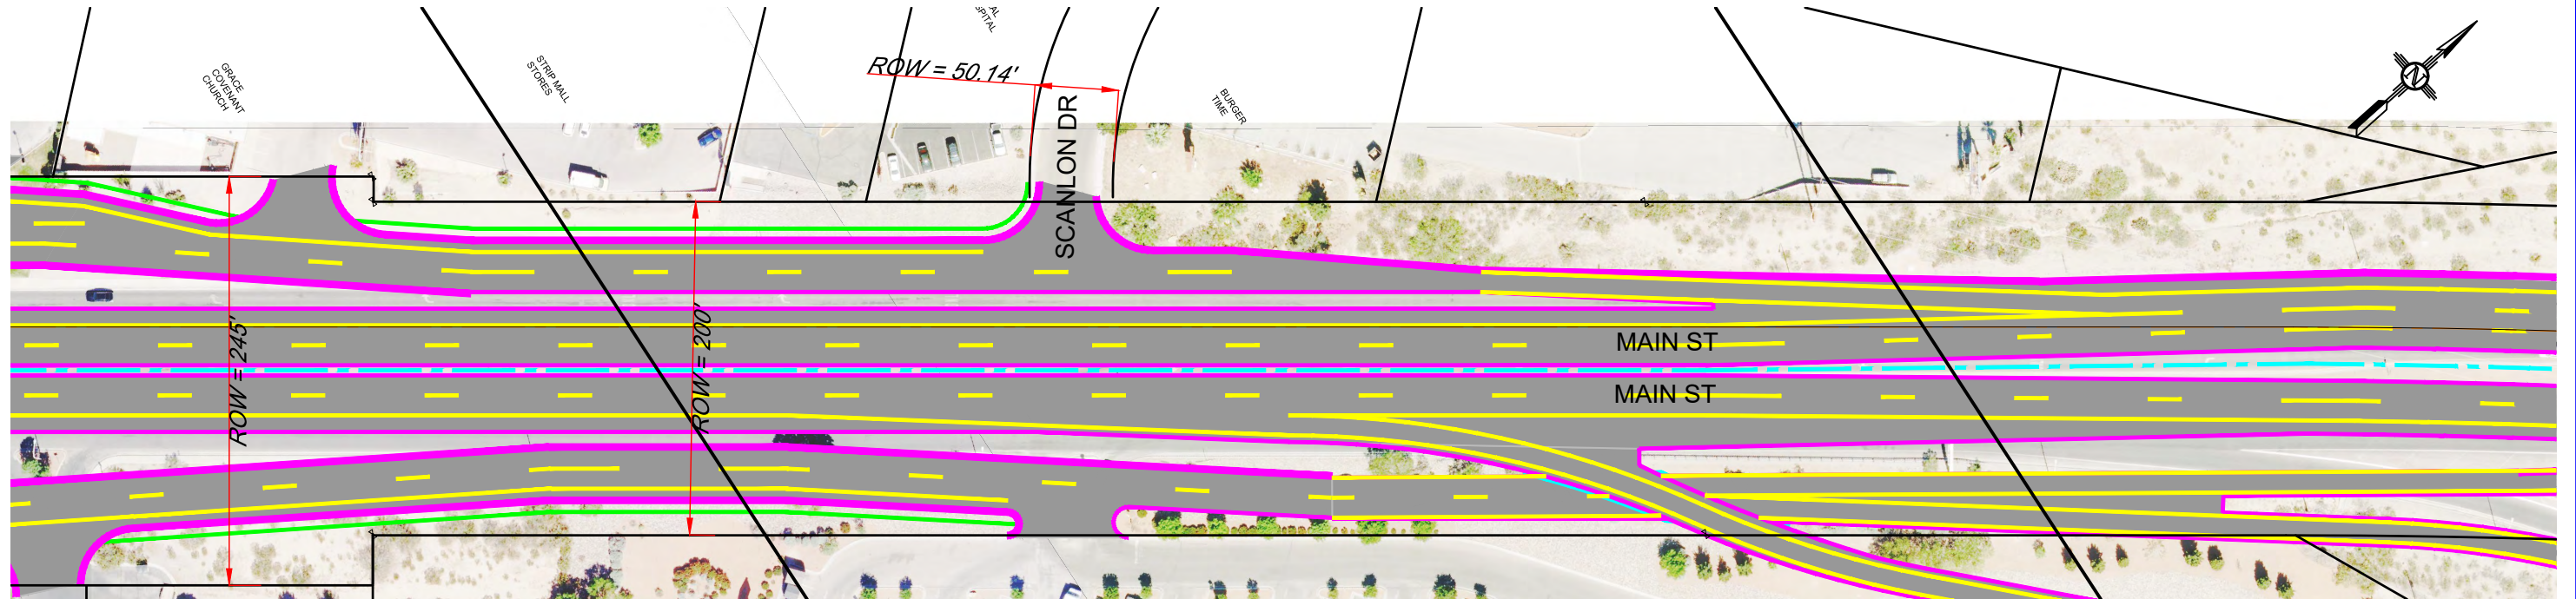 GRACE
COVENANT
CHURCH
STRIP MALL
STORES
ROW = 50.14'
SCANLON DR
BURGER
TIME
N
ROW = 245'
ROW = 200'
MAIN ST
MAIN ST